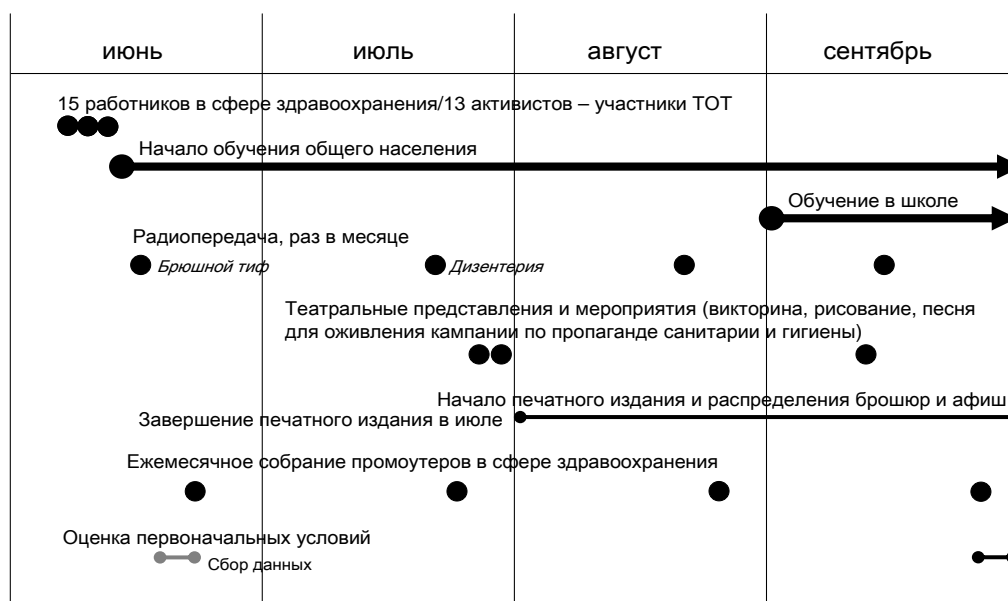 июнь июль август сентябрь
15 работников в сфере здравоохранения/13 активистов – участники ТОТ
Начало обучения общего населения
Обучение в школе
Радиопередача, раз в месяце
Брюшной тиф Дизентерия
Театральные представления и мероприятия (викторина, рисование, песня
для оживления кампании по пропаганде санитарии и гигиены)
Начало печатного издания и распределения брошюр и афиш
Завершение печатного издания в июле
Ежемесячное собрание промоутеров в сфере здравоохранения
Оценка первоначальных условий
Сбор данных